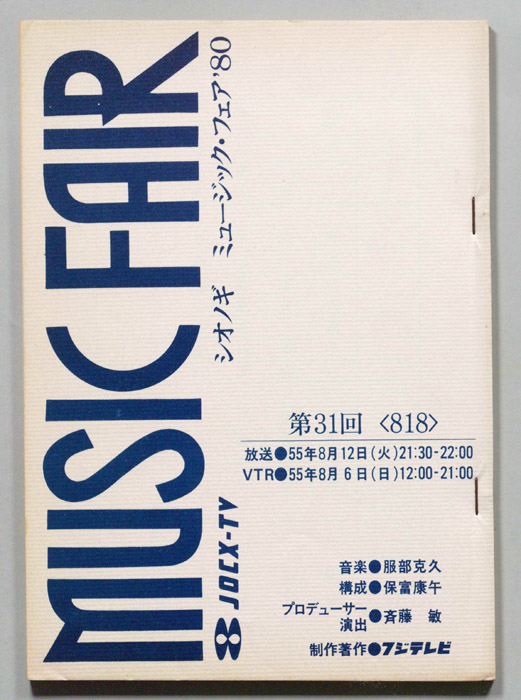 MUSIC FAIR
シオノギ ミュージック・フェア'80
JOCX-TV
第31回〈818〉
放送●55年8月12日(火)21:30-22:00
VTR●55年8月 6日(日)12:00-21:00
音楽●服部克久
構成●保富康午
プロデューサー
演出●斉藤 敏
制作著作●フジテレビ